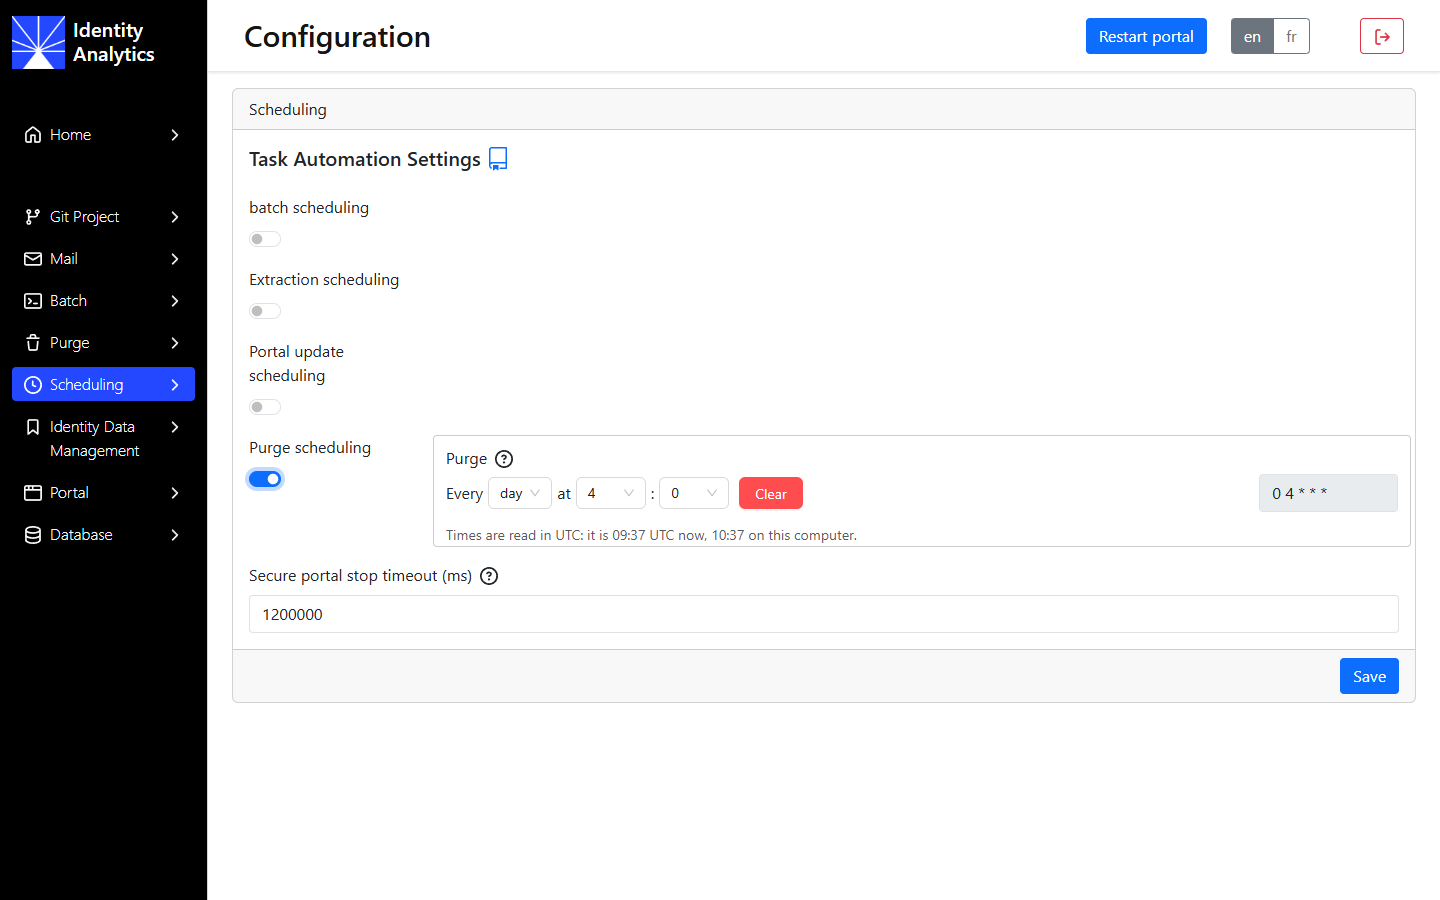 Identity
Analytics
Configuration
Restart portal
en
fr
Home
Git Project
Mail
Batch
Purge
Scheduling
Identity Data
Management
Portal
Database
Scheduling
Task Automation Settings
batch scheduling
Extraction scheduling
Portal update
scheduling
Purge scheduling
Purge
Every day at 4 : 0 Clear
0 4 * * *
Times are read in UTC: it is 09:37 UTC now, 10:37 on this computer.
Secure portal stop timeout (ms)
1200000
Save